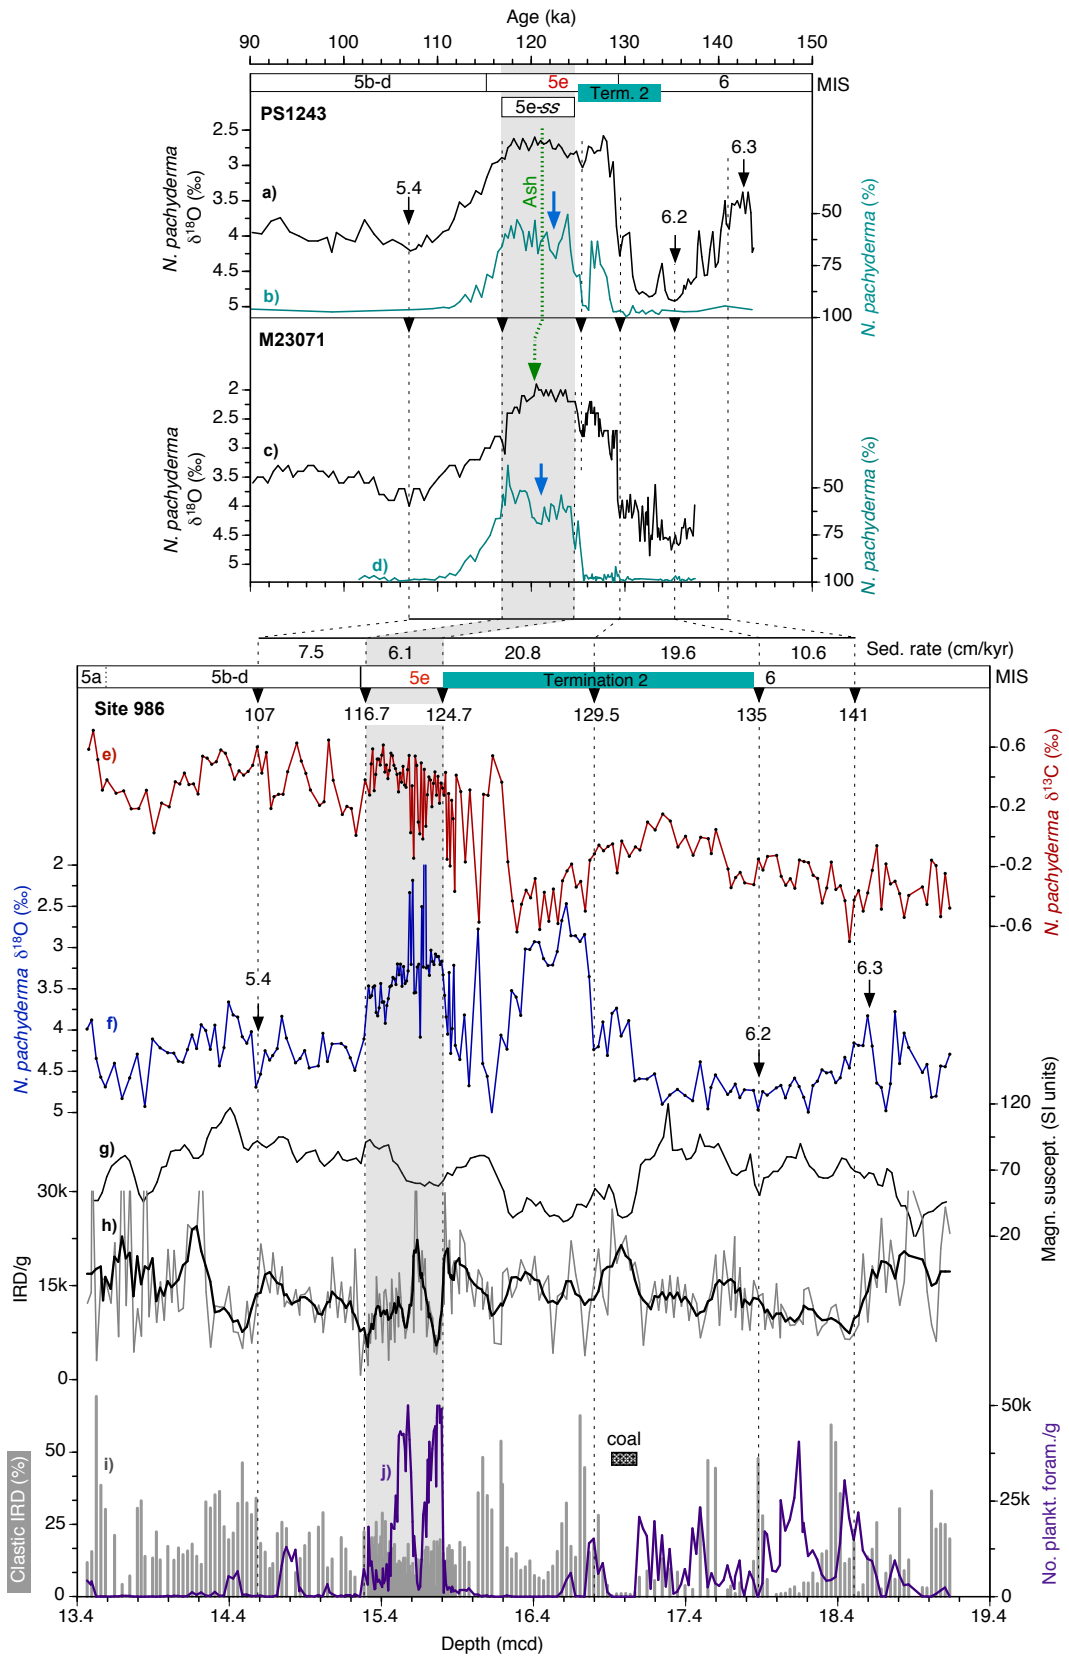 Age (ka)
90 100 110 120 130 140 150
5b-d 5e 6 MIS
Term. 2
5e-ss
PS1243
N. pachyderma
δ18O (‰)
2.5
3
3.5
4
4.5
5
a)
b)
5.4
Ash
6.2
6.3
50
75
100
N. pachyderma (%)
M23071
N. pachyderma
δ18O (‰)
2
2.5
3
3.5
4
4.5
5
c)
d)
50
75
100
N. pachyderma (%)
7.5 6.1 20.8 19.6 10.6 Sed. rate (cm/kyr)
5a 5b-d 5e Termination 2 6 MIS
Site 986
107 116.7 124.7 129.5 135 141
e)
0.6
0.2
-0.2
-0.6
N. pachyderma δ13C (‰)
N. pachyderma δ18O (‰)
2
2.5
3
3.5
4
4.5
5
f)
5.4
6.2
6.3
g)
120
70
20
Magn. suscept. (SI units)
IRD/g
30k
15k
0
h)
Clastic IRD (%)
50
25
0
i)
j)
coal
50k
25k
0
No. plankt. foram./g
13.4 14.4 15.4 16.4 17.4 18.4 19.4
Depth (mcd)